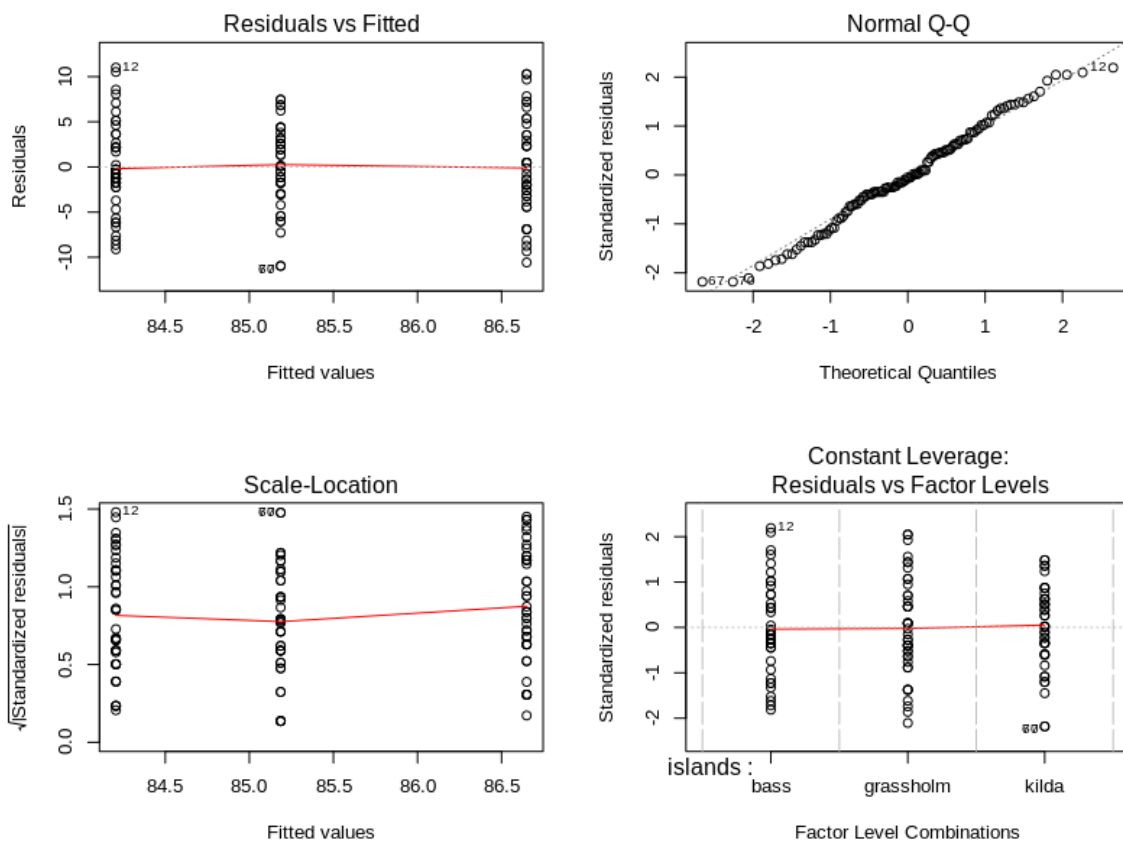 Residuals vs Fitted
Residuals
10
5
0
-5
-10
12
84.5 85.0 85.5 86.0 86.5
Fitted values
Normal Q-Q
Standardized residuals
2
1
0
-1
-2
12
67 70
-2 -1 0 1 2
Theoretical Quantiles
Scale-Location
√|Standardized residuals|
1.5
1.0
0.5
0.0
12
84.5 85.0 85.5 86.0 86.5
Fitted values
Constant Leverage:
Residuals vs Factor Levels
Standardized residuals
2
1
0
-1
-2
12
islands :
bass grassholm kilda
Factor Level Combinations